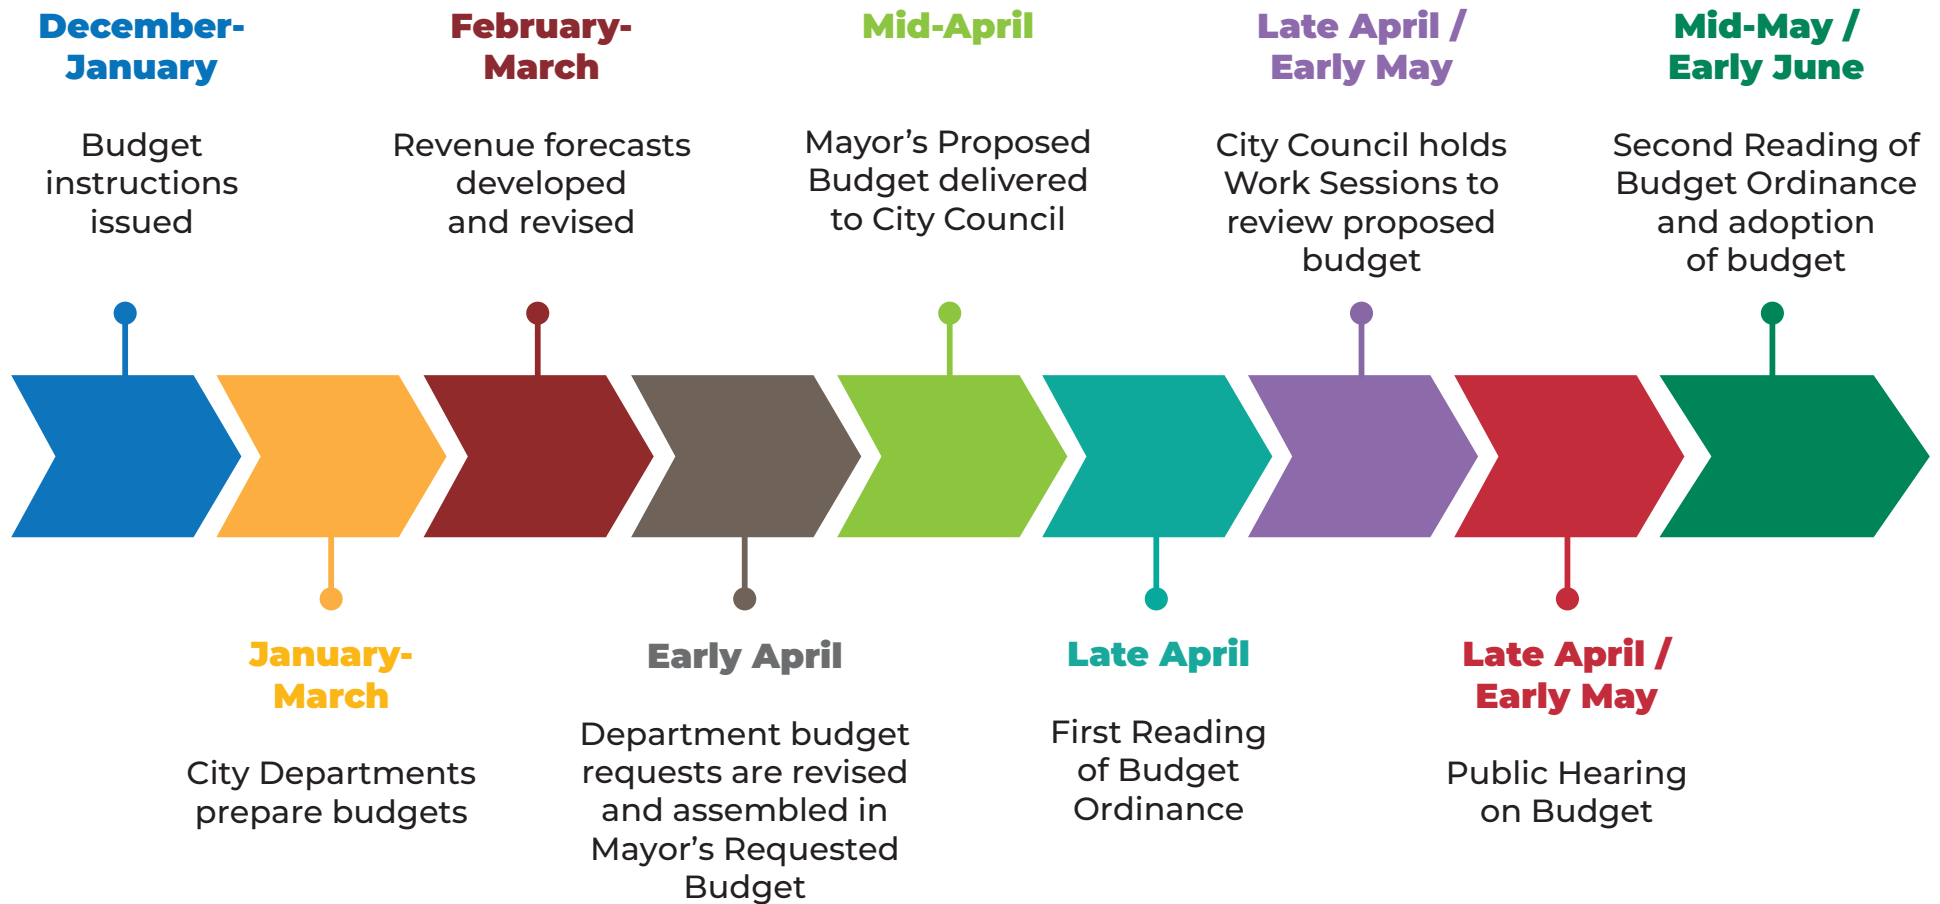 December-
January
Budget
instructions
issued
February-
March
Revenue forecasts
developed
and revised
Mid-April
Mayor’s Proposed
Budget delivered
to City Council
Late April /
Early May
City Council holds
Work Sessions to
review proposed
budget
Mid-May /
Early June
Second Reading of
Budget Ordinance
and adoption
of budget
January-
March
City Departments
prepare budgets
Early April
Department budget
requests are revised
and assembled in
Mayor’s Requested
Budget
Late April
First Reading
of Budget
Ordinance
Late April /
Early May
Public Hearing
on Budget